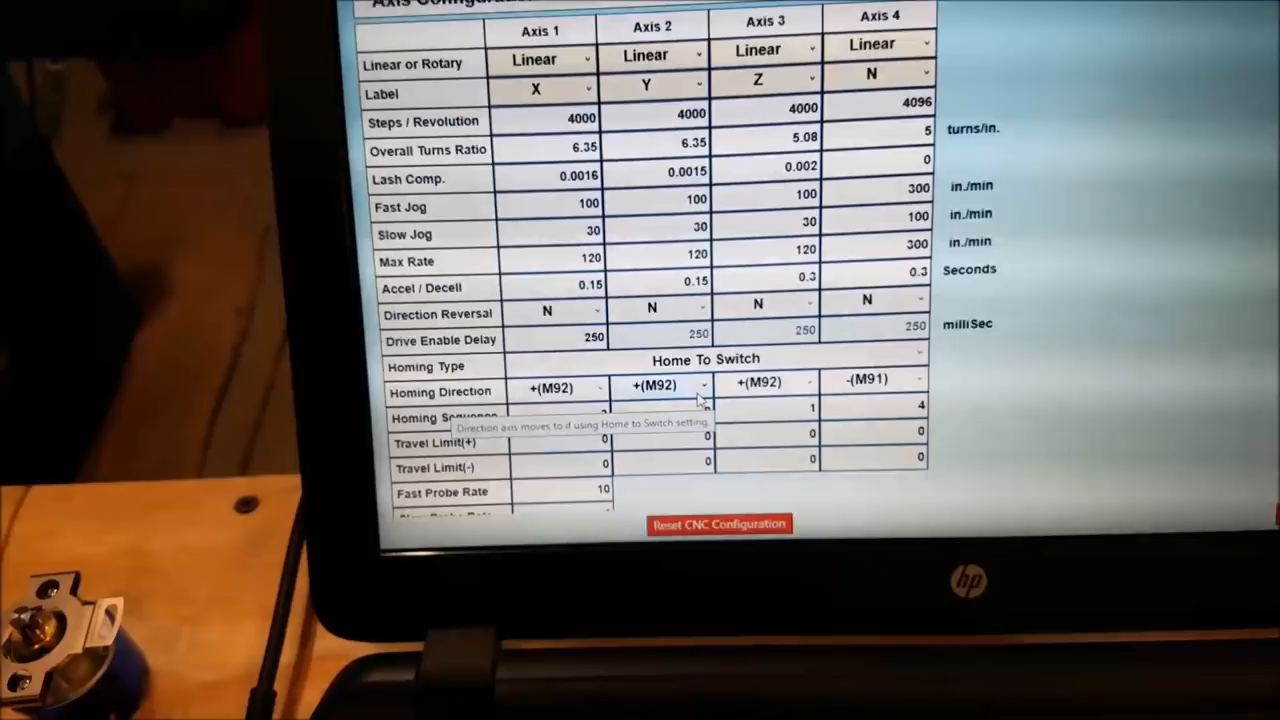 Axis Configuration
Axis 1 Axis 2 Axis 3 Axis 4
Linear or Rotary Linear Linear Linear Linear
Label X Y Z N
Steps / Revolution 4000 4000 4000 4096
Overall Turns Ratio 6.35 6.35 5.08 5 turns/in.
Lash Comp. 0.0016 0.0015 0.002 0
Fast Jog 100 100 100 300 in./min
Slow Jog 30 30 30 100 in./min
Max Rate 120 120 120 300 in./min
Accel / Decell 0.15 0.15 0.3 0.3 Seconds
Direction Reversal N N N N
Drive Enable Delay 250 250 250 250 milliSec
Homing Type Home To Switch
Homing Direction +(M92) +(M92) +(M92) -(M91)
Homing 1 4
Direction axis moves to if using Home to Switch setting.
Travel Limit(+) 0 0 0 0
Travel Limit(-) 0 0 0 0
Fast Probe Rate 10
Reset CNC Configuration
hp